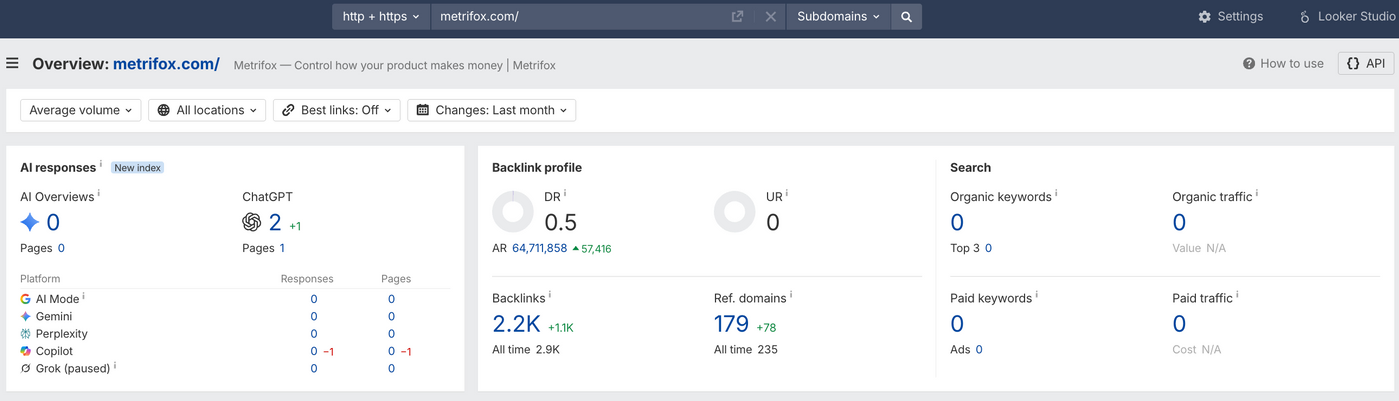 http + https metrifox.com/ Subdomains Settings Looker Studio
Overview: metrifox.com/ Metrifox — Control how your product makes money | Metrifox How to use {} API
Average volume All locations Best links: Off Changes: Last month
AI responses i New index
AI Overviews i ChatGPT
0 2 +1
Pages 0 Pages 1
Platform Responses Pages
AI Mode i 0 0
Gemini 0 0
Perplexity 0 0
Copilot 0 −1 0 −1
Grok (paused) i 0 0
Backlink profile
DR i UR i
0.5 0
AR 64,711,858 57,416
Backlinks i Ref. domains i
2.2K +1.1K 179 +78
All time 2.9K All time 235
Search
Organic keywords i Organic traffic i
0 0
Top 3 0 Value N/A
Paid keywords i Paid traffic i
0 0
Ads 0 Cost N/A